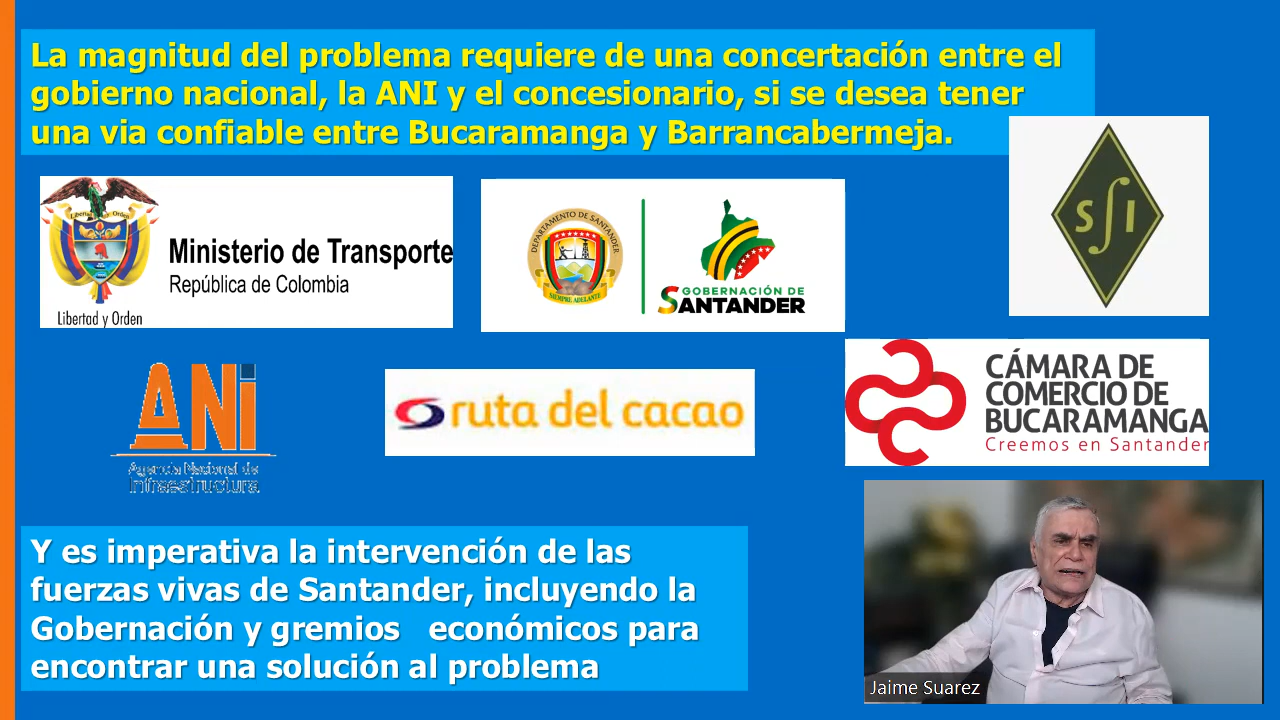 La magnitud del problema requiere de una concertación entre el
gobierno nacional, la ANI y el concesionario, si se desea tener
una via confiable entre Bucaramanga y Barrancabermeja.
Libertad y Orden
Ministerio de Transporte
República de Colombia
Libertad y Orden
DEPARTAMENTO DE SANTANDER
SIEMPRE ADELANTE
GOBERNACIÓN DE
SANTANDER
S I
ANi
Agencia Nacional de
Infraestructura
ruta del cacao
CÁMARA DE
COMERCIO DE
BUCARAMANGA
Creemos en Santander
Y es imperativa la intervención de las
fuerzas vivas de Santander, incluyendo la
Gobernación y gremios económicos para
encontrar una solución al problema
Jaime Suarez